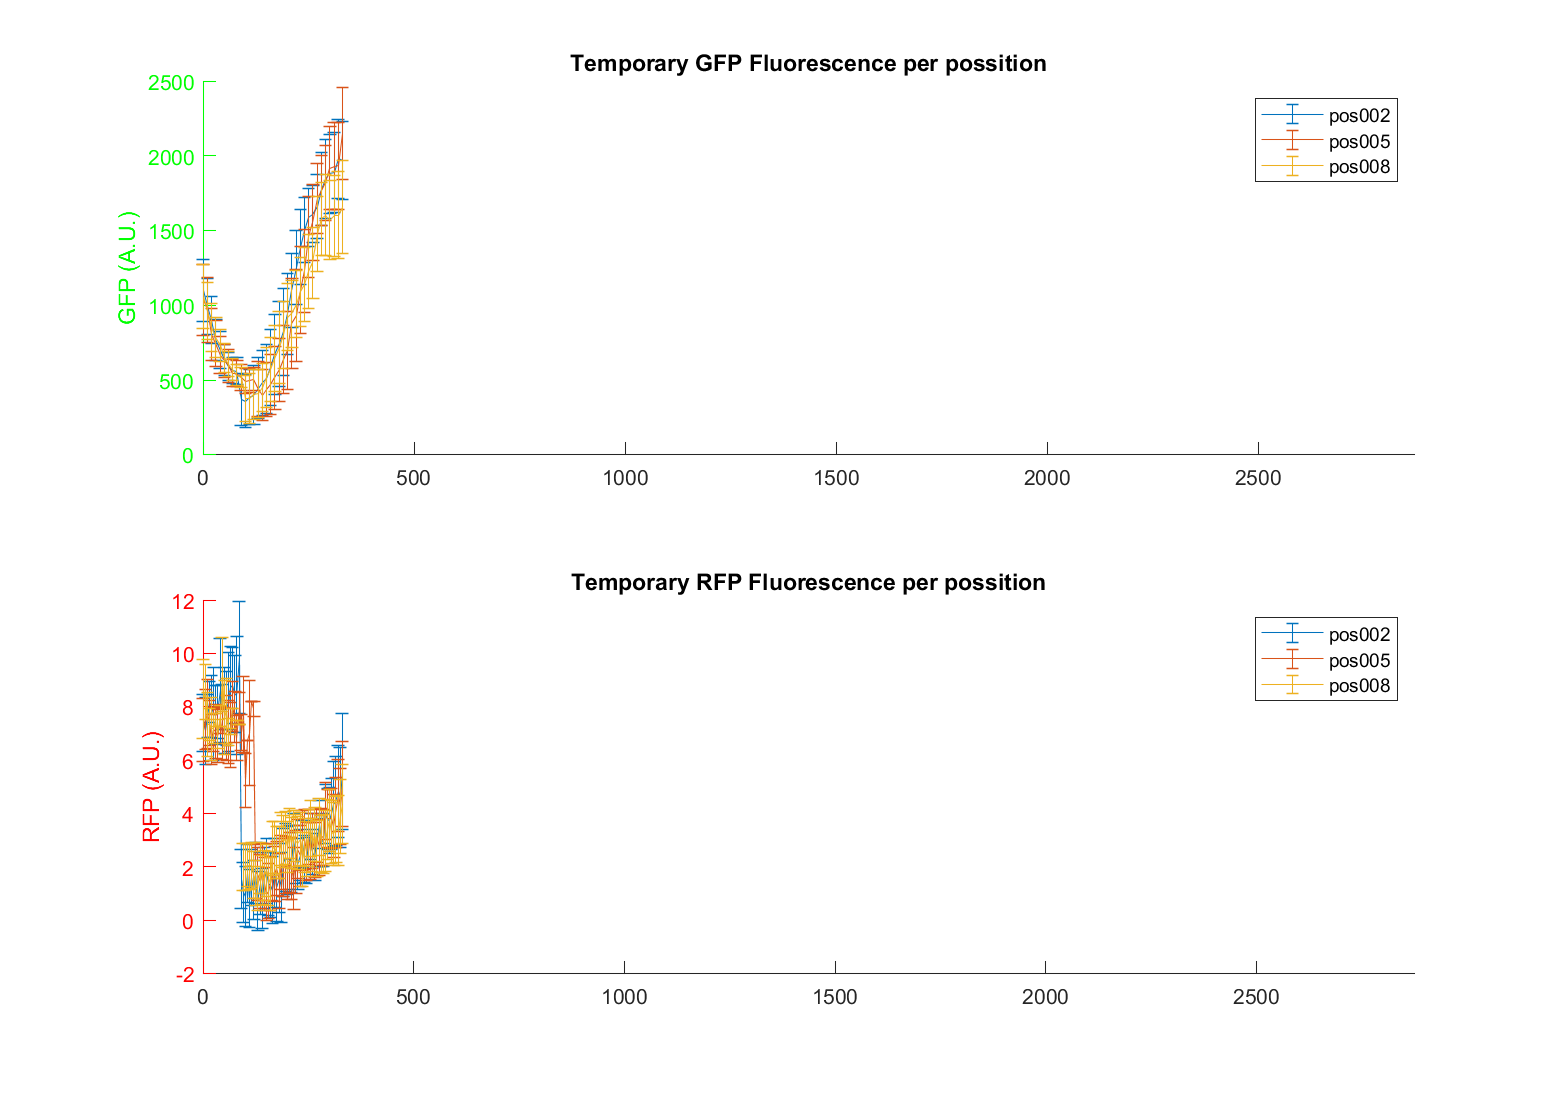 Temporary GFP Fluorescence per possition
2500
2000
1500
1000
500
0
GFP (A.U.)
0 500 1000 1500 2000 2500
pos002
pos005
pos008
Temporary RFP Fluorescence per possition
12
10
8
6
4
2
0
-2
RFP (A.U.)
0 500 1000 1500 2000 2500
pos002
pos005
pos008